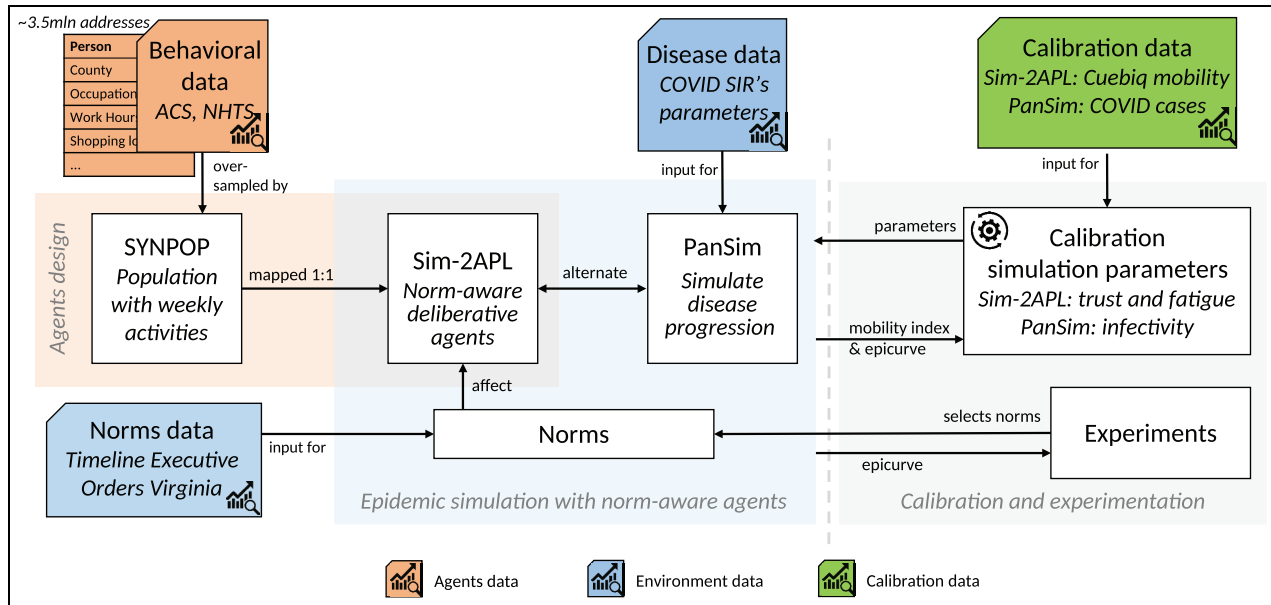 ~3.5mln addresses
Person
County
Occupation
Work Hour
Shopping lo
...
Behavioral
data
ACS, NHTS
Disease data
COVID SIR's
parameters
Calibration data
Sim-2APL: Cuebiq mobility
PanSim: COVID cases
over-
sampled by
input for
input for
Agents design
SYNPOP
Population
with weekly
activities
mapped 1:1
Sim-2APL
Norm-aware
deliberative
agents
alternate
PanSim
Simulate
disease
progression
parameters
mobility index
& epicurve
Calibration
simulation parameters
Sim-2APL: trust and fatigue
PanSim: infectivity
affect
Norms data
Timeline Executive
Orders Virginia
input for
Norms
selects norms
epicurve
Experiments
Epidemic simulation with norm-aware agents
Calibration and experimentation
Agents data
Environment data
Calibration data